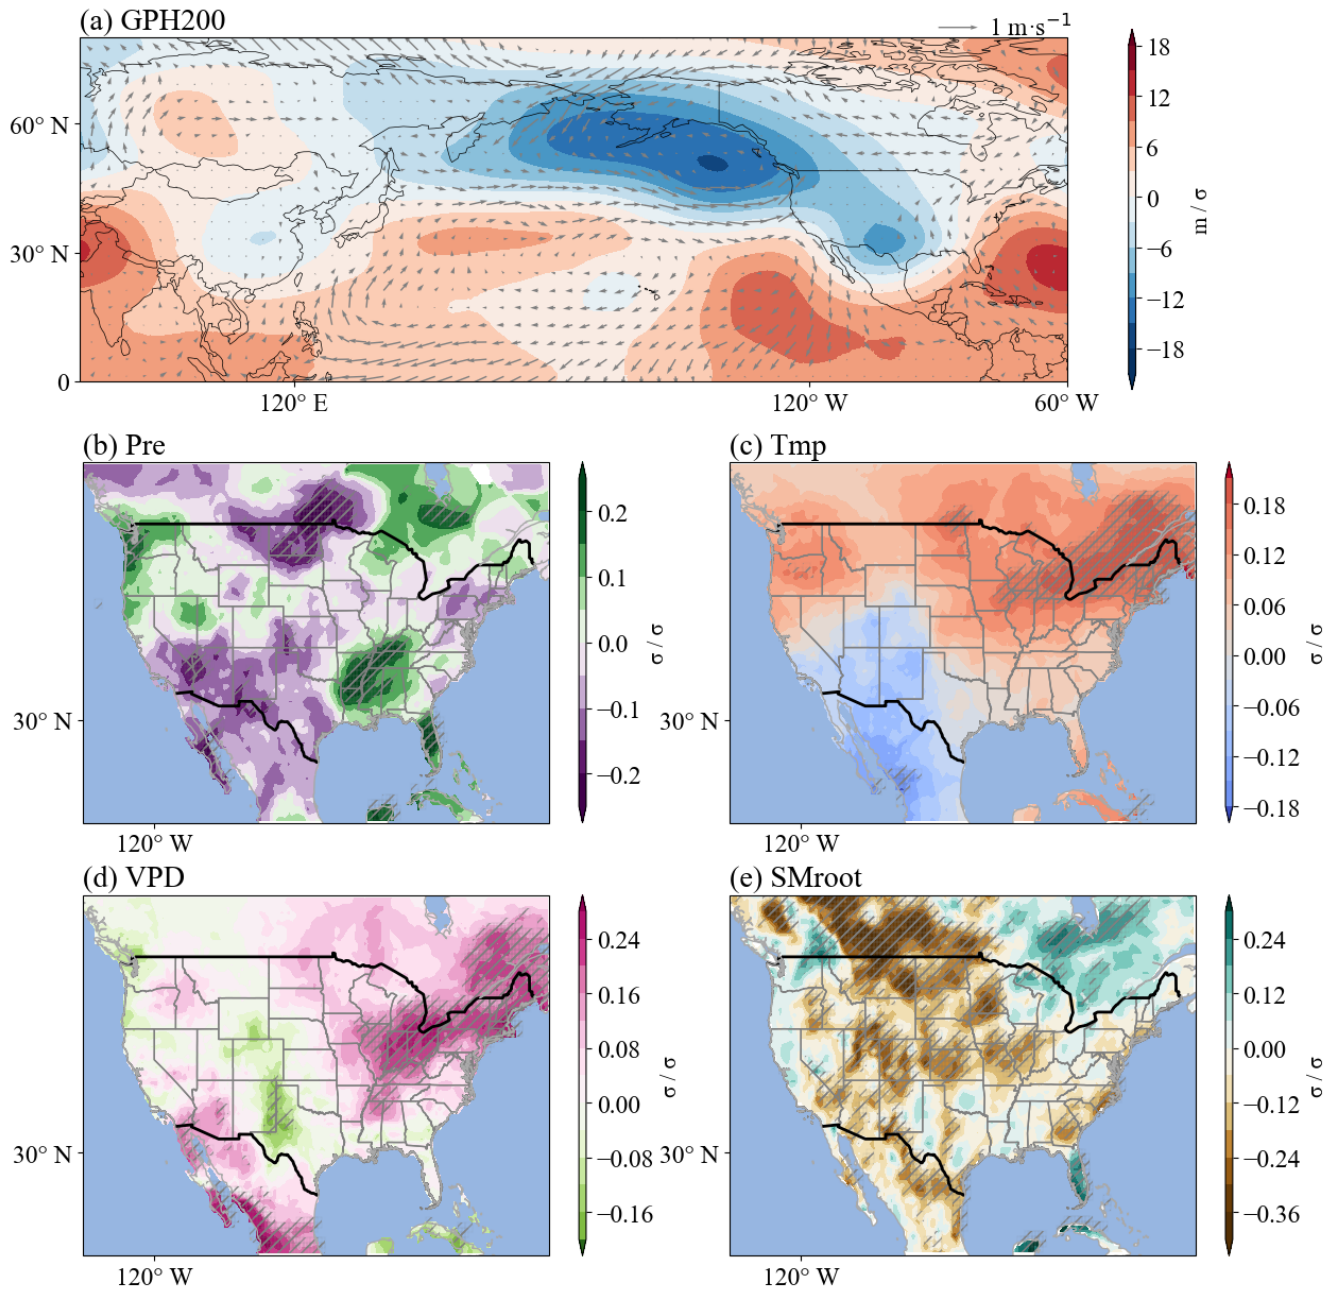 (a) GPH200
1 m·s⁻¹
60° N
30° N
0
120° E
120° W
60° W
18
12
6
0
−6
−12
−18
m / σ
(b) Pre
30° N
120° W
0.2
0.1
0.0
−0.1
−0.2
σ / σ
(c) Tmp
30° N
120° W
0.18
0.12
0.06
0.00
−0.06
−0.12
−0.18
σ / σ
(d) VPD
30° N
120° W
0.24
0.16
0.08
0.00
−0.08
−0.16
σ / σ
(e) SMroot
30° N
120° W
0.24
0.12
0.00
−0.12
−0.24
−0.36
σ / σ